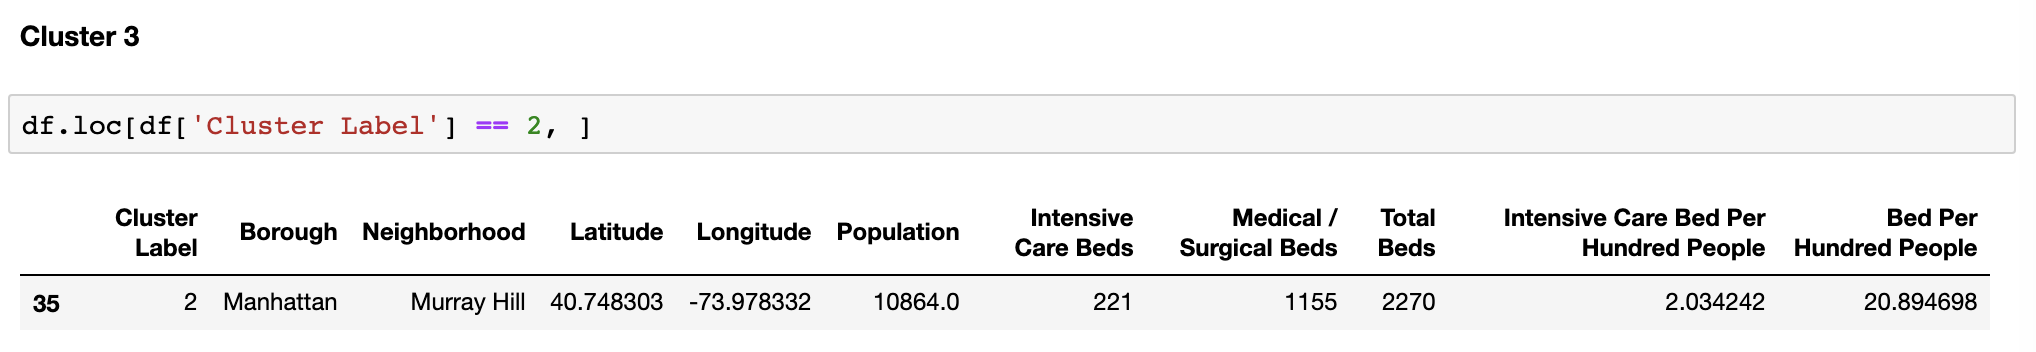 Cluster 3
df.loc[df['Cluster Label'] == 2, ]
Cluster Label Borough Neighborhood Latitude Longitude Population Intensive Care Beds Medical / Surgical Beds Total Beds Intensive Care Bed Per Hundred People Bed Per Hundred People
35 2 Manhattan Murray Hill 40.748303 -73.978332 10864.0 221 1155 2270 2.034242 20.894698